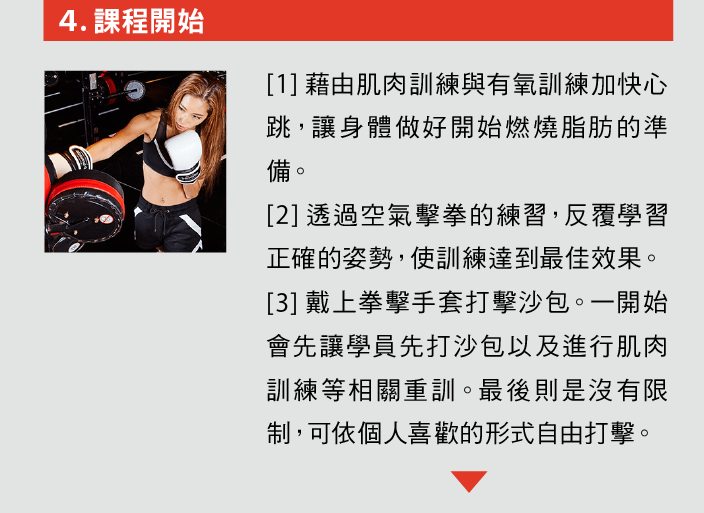 4. 課程開始
[1] 藉由肌肉訓練與有氧訓練加快心
跳，讓身體做好開始燃燒脂肪的準
備。
[2] 透過空氣擊拳的練習，反覆學習
正確的姿勢，使訓練達到最佳效果。
[3] 戴上拳擊手套打擊沙包。一開始
會先讓學員先打沙包以及進行肌肉
訓練等相關重訓。最後則是沒有限
制，可依個人喜歡的形式自由打擊。